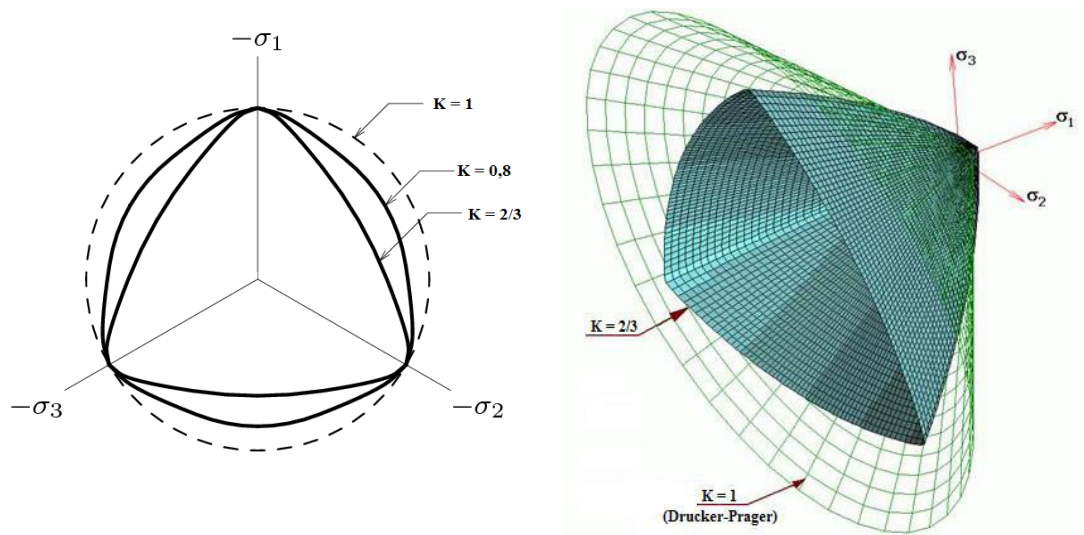 −σ₁
K = 1
K = 0,8
K = 2/3
−σ₃
−σ₂
σ₃
σ₁
σ₂
K = 2/3
K = 1
(Drucker-Prager)